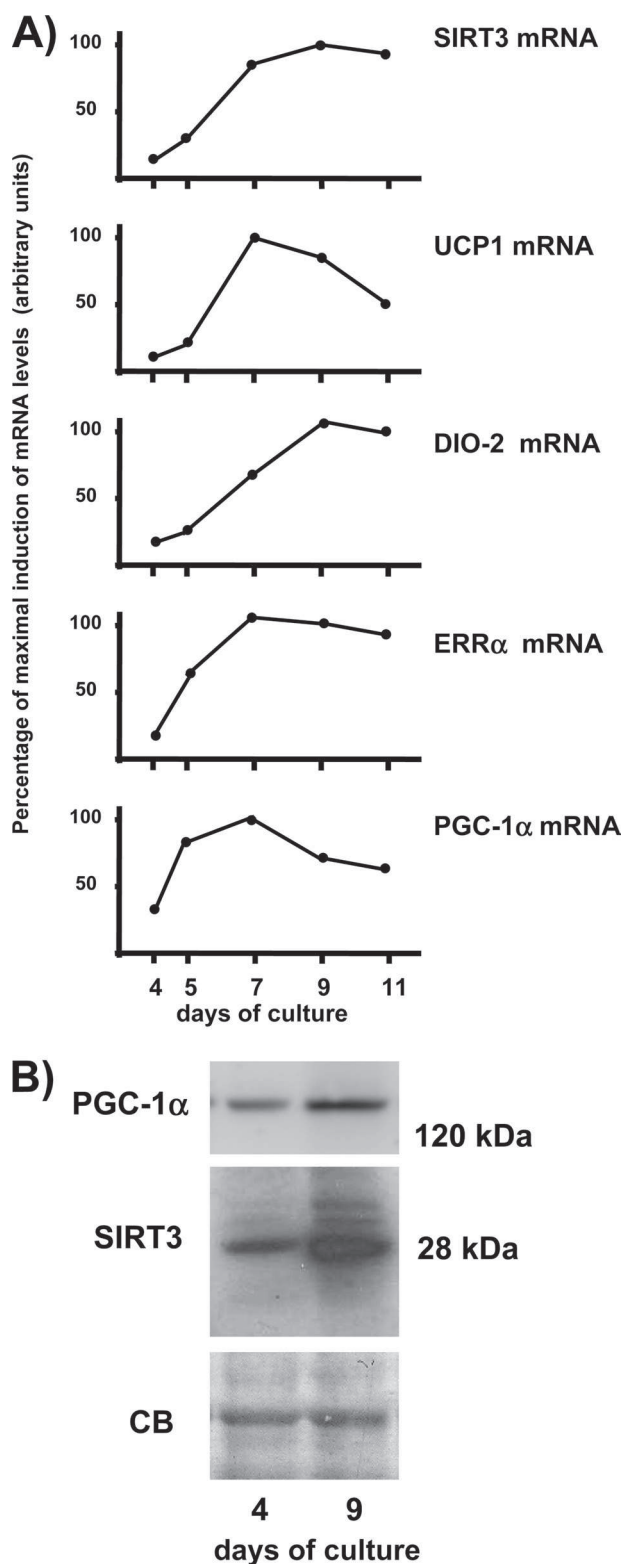 A)
Percentage of maximal induction of mRNA levels (arbitrary units)
SIRT3 mRNA
100
50
UCP1 mRNA
100
50
DIO-2 mRNA
100
50
ERRα mRNA
100
50
PGC-1α mRNA
100
50
4 5 7 9 11
days of culture
B)
PGC-1α
120 kDa
SIRT3
28 kDa
CB
4 9
days of culture